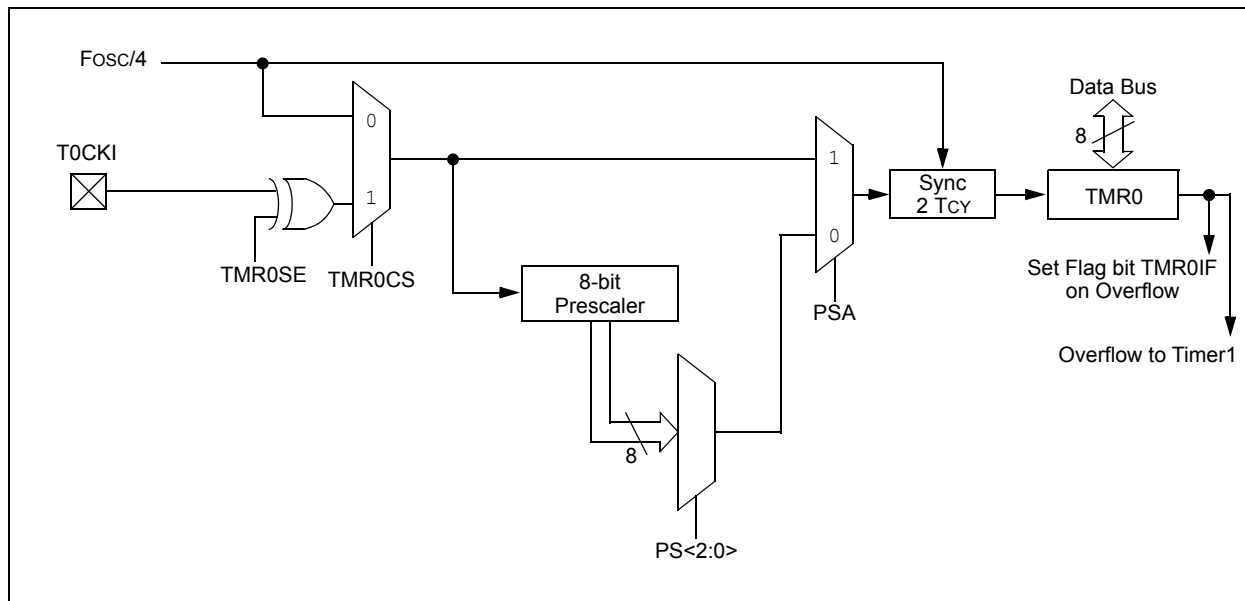 FOSC/4
Data Bus
8
T0CKI
0
1
1
0
Sync
2 TCY
TMR0
TMR0SE
TMR0CS
8-bit
Prescaler
PSA
Set Flag bit TMR0IF
on Overflow
Overflow to Timer1
8
PS<2:0>